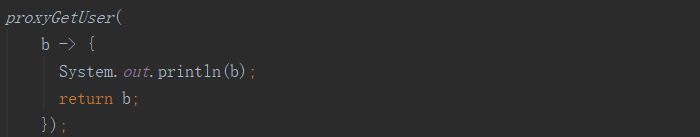 proxyGetUser(
b -> {
System.out.println(b);
return b;
});